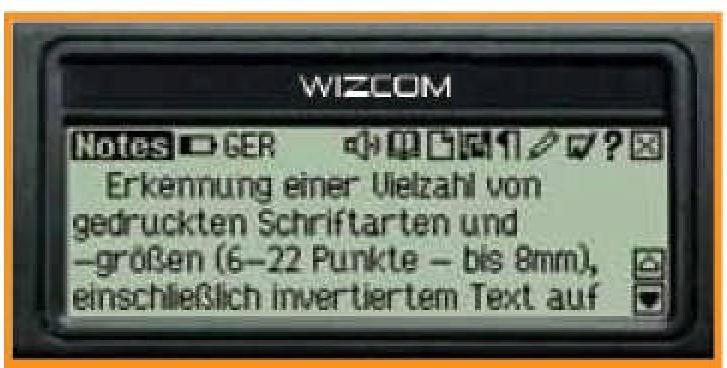 WIZCOM
Notes GER ?
Erkennung einer Vielzahl von
gedruckten Schriftarten und
–größen (6–22 Punkte – bis 8mm),
einschließlich invertiertem Text auf